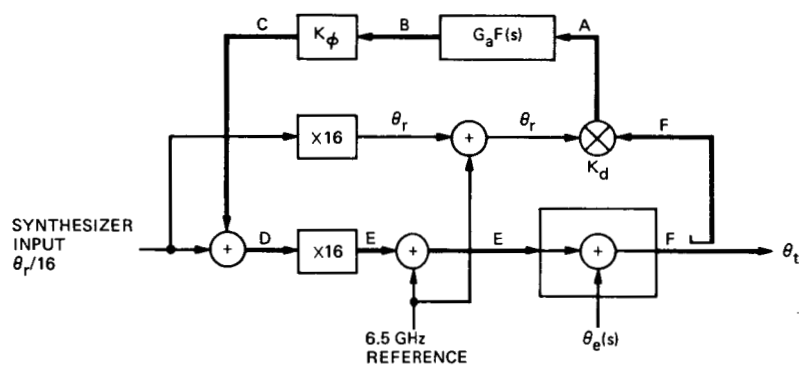 C
K_ϕ
B
G_aF(s)
A
X16
θ_r
+
θ_r
F
K_d
SYNTHESIZER
INPUT
θ_r/16
+
D
X16
E
+
E
+
F
θ_t
6.5 GHz
REFERENCE
θ_e(s)